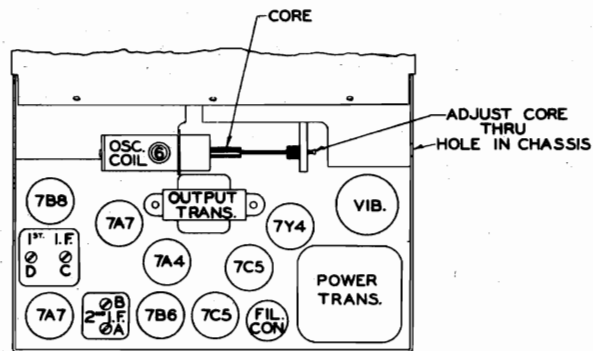 CORE
ADJUST CORE
THRU
HOLE IN CHASSIS
OSC.
COIL
6
7B8
7A7
OUTPUT
TRANS.
7Y4
VIB.
1ST. I.F.
D C
7A4
7C5
POWER
TRANS.
7A7
B
2ND I.F.
A
7B6
7C5
FIL.
CON